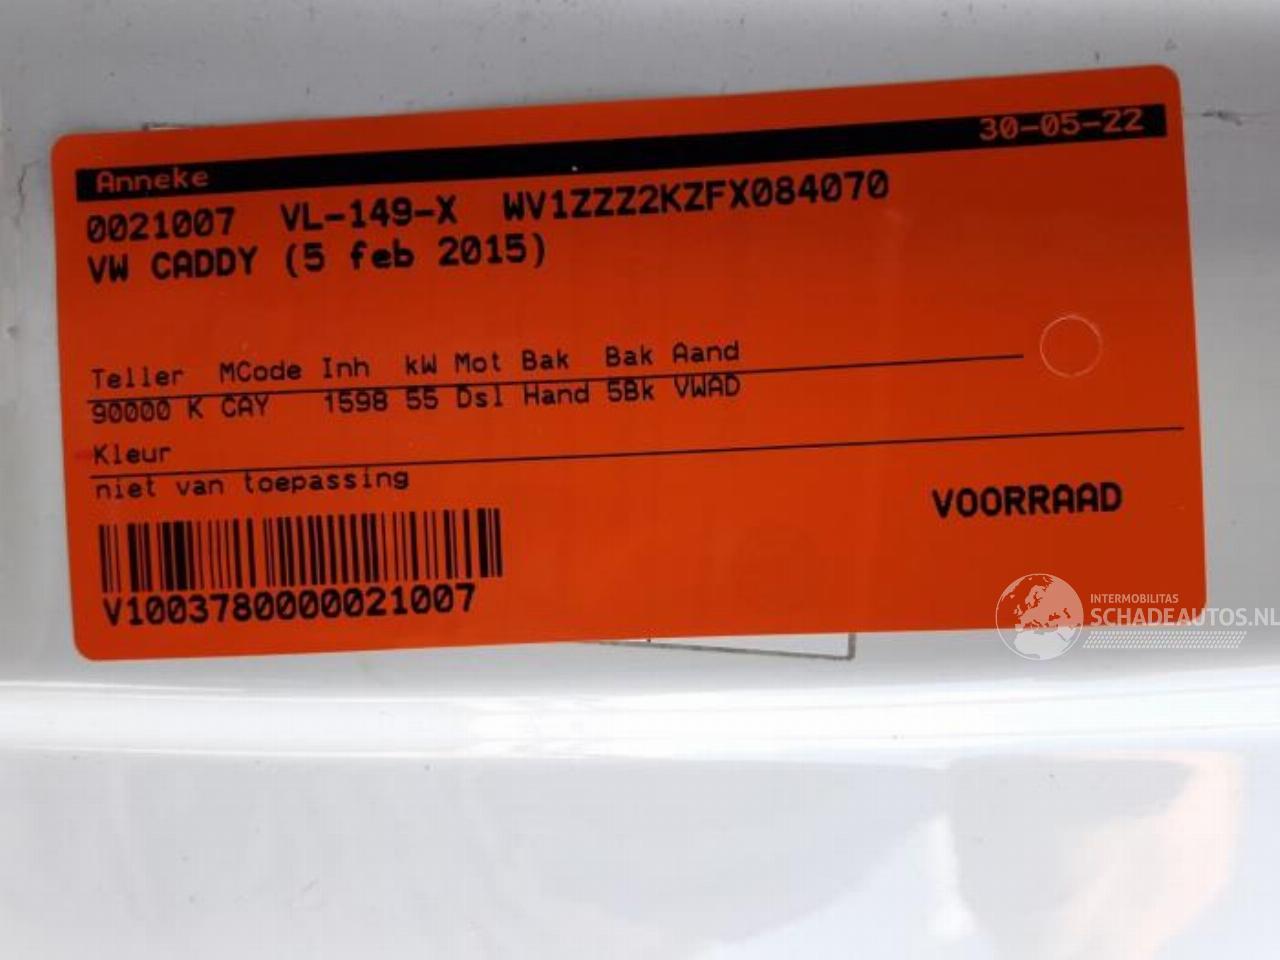 Anneke 30-05-22
0021007 VL-149-X WV1ZZZ2KZFX084070
VW CADDY (5 feb 2015)
Teller MCode Inh kW Mot Bak Bak Aand
90000 K CAY 1598 55 Dsl Hand 5Bk VWAD
Kleur
niet van toepassing
VOORRAAD
V1003780000021007
INTERMOBILITAS
SCHADEAUTOS.NL